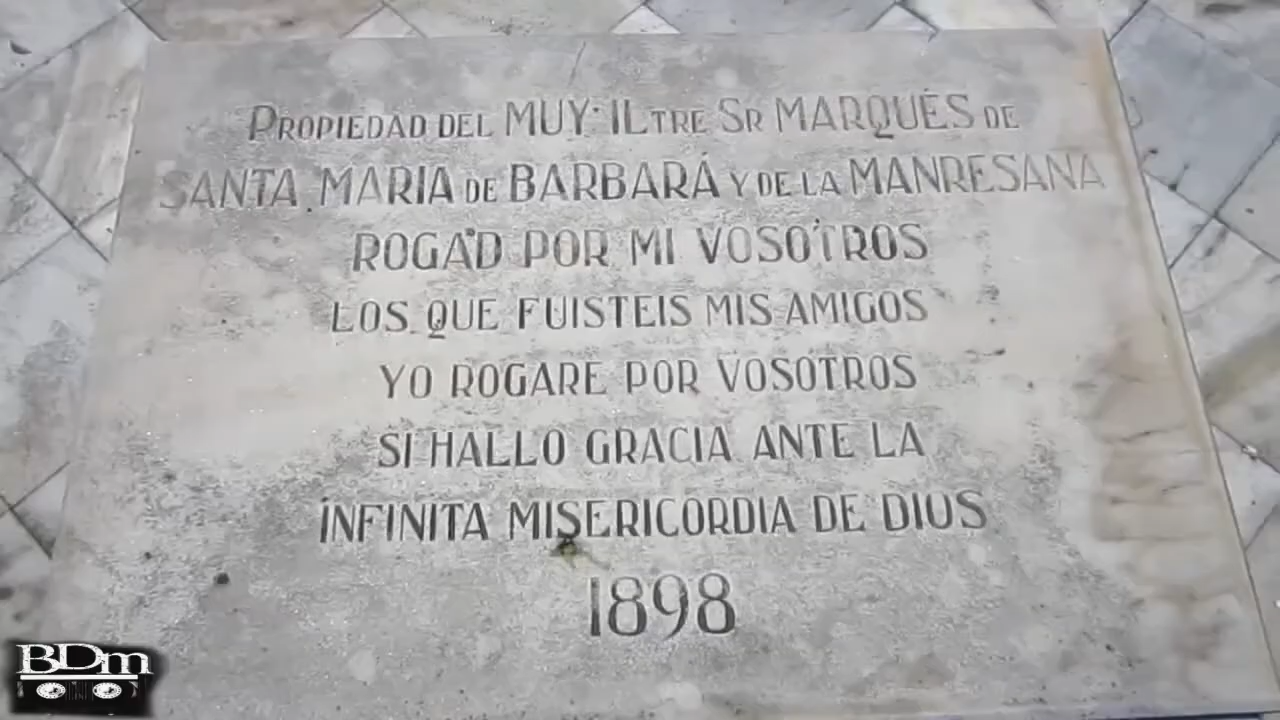 PROPIEDAD DEL MUY ILTRE SR MARQUÉS DE
SANTA MARIA DE BARBARÁ Y DE LA MANRESANA
ROGAD POR MI VOSOTROS
LOS QUE FUISTEIS MIS AMIGOS
YO ROGARE POR VOSOTROS
SI HALLO GRACIA ANTE LA
INFINITA MISERICORDIA DE DIOS
1898
BDm